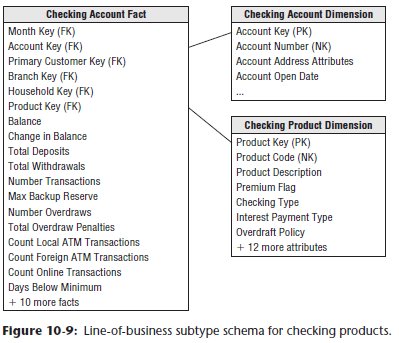 Checking Account Fact
Month Key (FK)
Account Key (FK)
Primary Customer Key (FK)
Branch Key (FK)
Household Key (FK)
Product Key (FK)
Balance
Change in Balance
Total Deposits
Total Withdrawals
Number Transactions
Max Backup Reserve
Number Overdraws
Total Overdraw Penalties
Count Local ATM Transactions
Count Foreign ATM Transactions
Count Online Transactions
Days Below Minimum
+ 10 more facts
Checking Account Dimension
Account Key (PK)
Account Number (NK)
Account Address Attributes
Account Open Date
...
Checking Product Dimension
Product Key (PK)
Product Code (NK)
Product Description
Premium Flag
Checking Type
Interest Payment Type
Overdraft Policy
+ 12 more attributes
Figure 10-9: Line-of-business subtype schema for checking products.